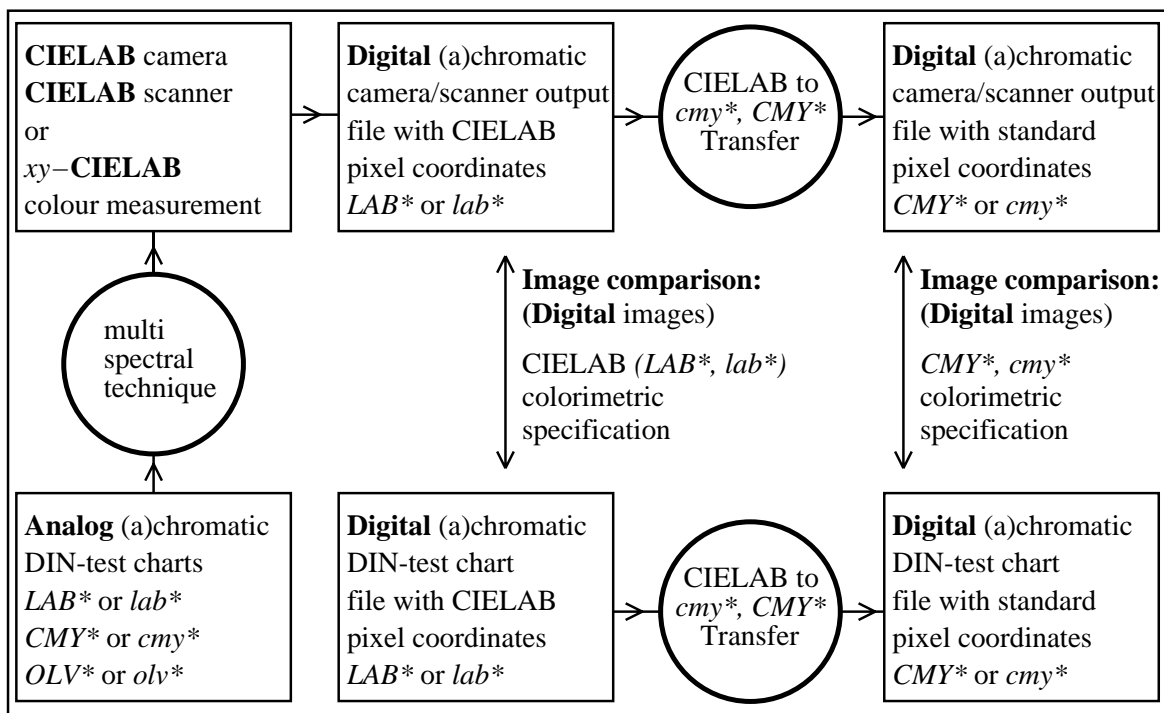 CIELAB camera
CIELAB scanner
or
xy–CIELAB
colour measurement
Digital (a)chromatic
camera/scanner output
file with CIELAB
pixel coordinates
LAB* or lab*
CIELAB to
cmy*, CMY*
Transfer
Digital (a)chromatic
camera/scanner output
file with standard
pixel coordinates
CMY* or cmy*
multi
spectral
technique
Image comparison:
(Digital images)
CIELAB (LAB*, lab*)
colorimetric
specification
Image comparison:
(Digital images)
CMY*, cmy*
colorimetric
specification
Analog (a)chromatic
DIN-test charts
LAB* or lab*
CMY* or cmy*
OLV* or olv*
Digital (a)chromatic
DIN-test chart
file with CIELAB
pixel coordinates
LAB* or lab*
CIELAB to
cmy*, CMY*
Transfer
Digital (a)chromatic
DIN-test chart
file with standard
pixel coordinates
CMY* or cmy*